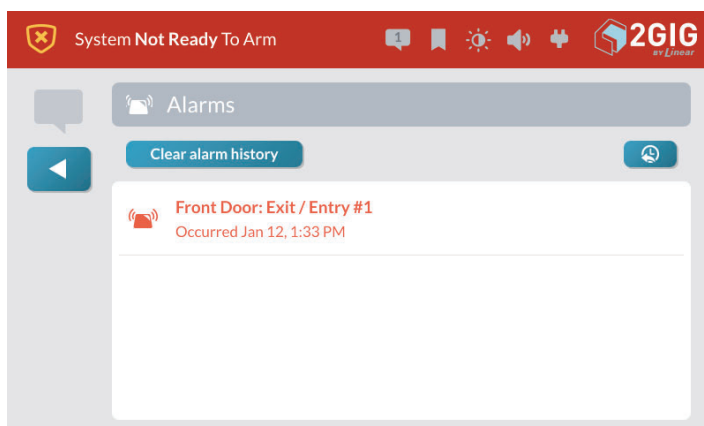 System Not Ready To Arm
1
2GIG
BY Linear
Alarms
Clear alarm history
Front Door: Exit / Entry #1
Occurred Jan 12, 1:33 PM